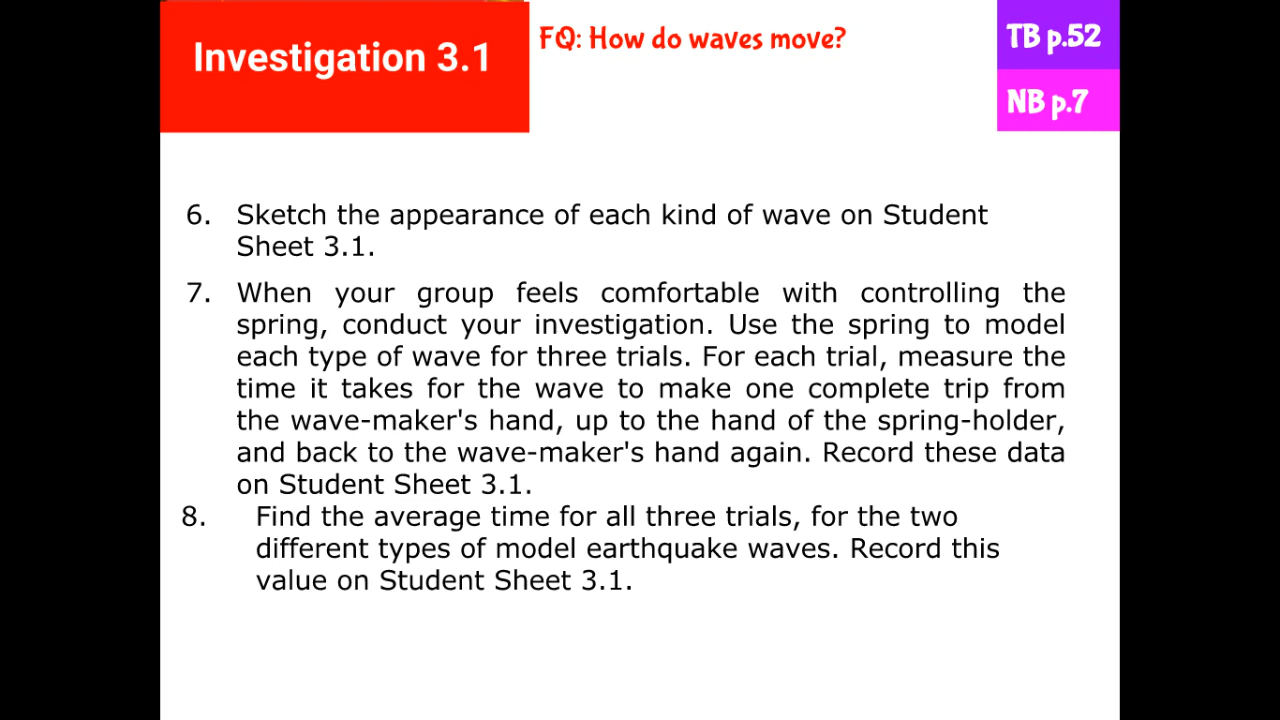 Investigation 3.1
FQ: How do waves move?
TB p.52
NB p.7
6. Sketch the appearance of each kind of wave on Student
Sheet 3.1.
7. When your group feels comfortable with controlling the
spring, conduct your investigation. Use the spring to model
each type of wave for three trials. For each trial, measure the
time it takes for the wave to make one complete trip from
the wave-maker's hand, up to the hand of the spring-holder,
and back to the wave-maker's hand again. Record these data
on Student Sheet 3.1.
8. Find the average time for all three trials, for the two
different types of model earthquake waves. Record this
value on Student Sheet 3.1.